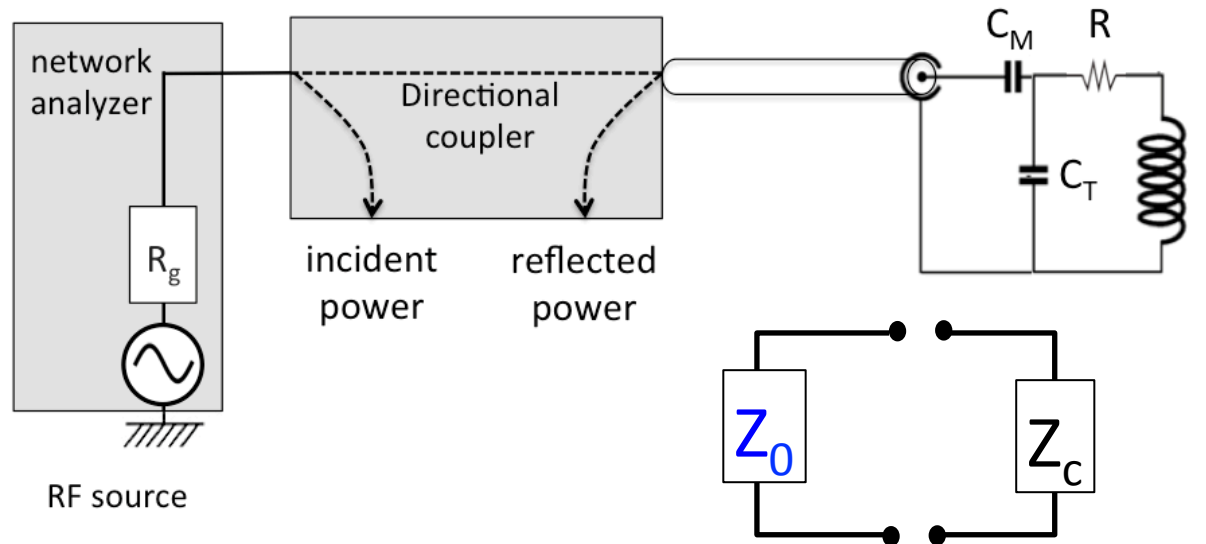 network
analyzer
R_g
RF source
Directional
coupler
incident
power
reflected
power
C_M
R
C_T
Z_0
Z_c